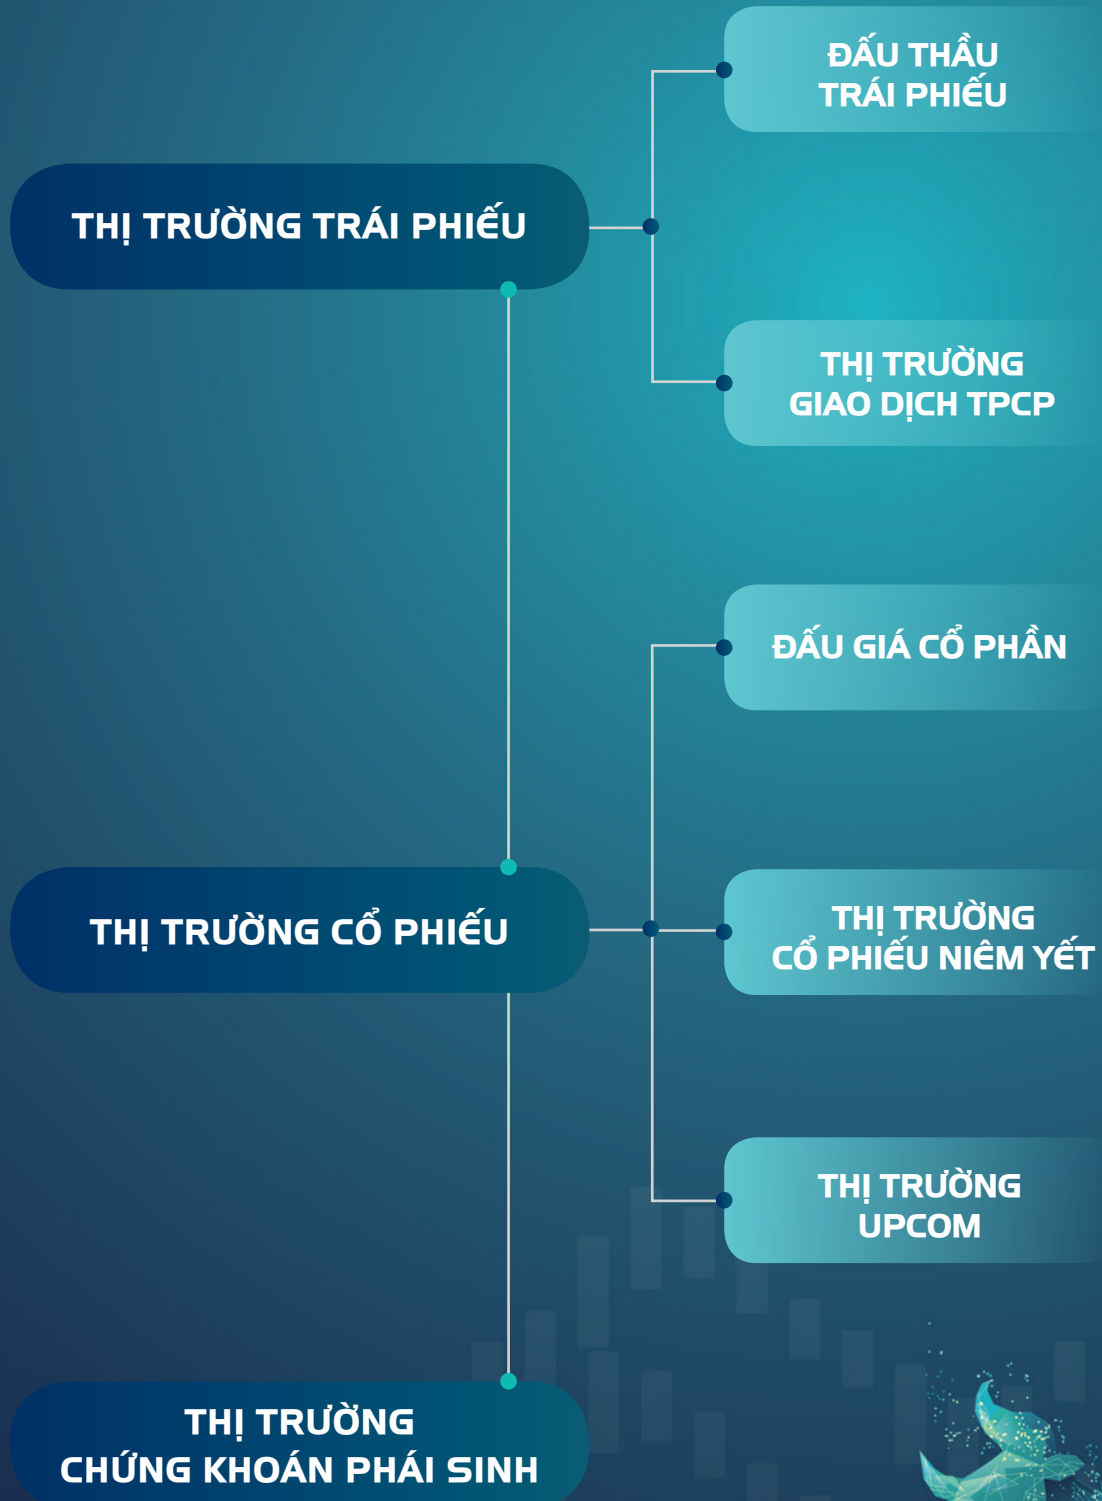 ĐẤU THẦU
TRÁI PHIẾU
THỊ TRƯỜNG TRÁI PHIẾU
THỊ TRƯỜNG
GIAO DỊCH TPCP
ĐẤU GIÁ CỔ PHẦN
THỊ TRƯỜNG CỔ PHIẾU
THỊ TRƯỜNG
CỔ PHIẾU NIÊM YẾT
THỊ TRƯỜNG
UPCOM
THỊ TRƯỜNG
CHỨNG KHOÁN PHÁI SINH